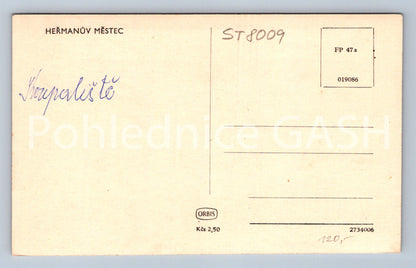 HEŘMANŮV MĚSTEC
ST8009
FP 47a
019086
Koupaliště
Pohlednice GASH
ORBIS
Kčs 2,50
2734006
120,-